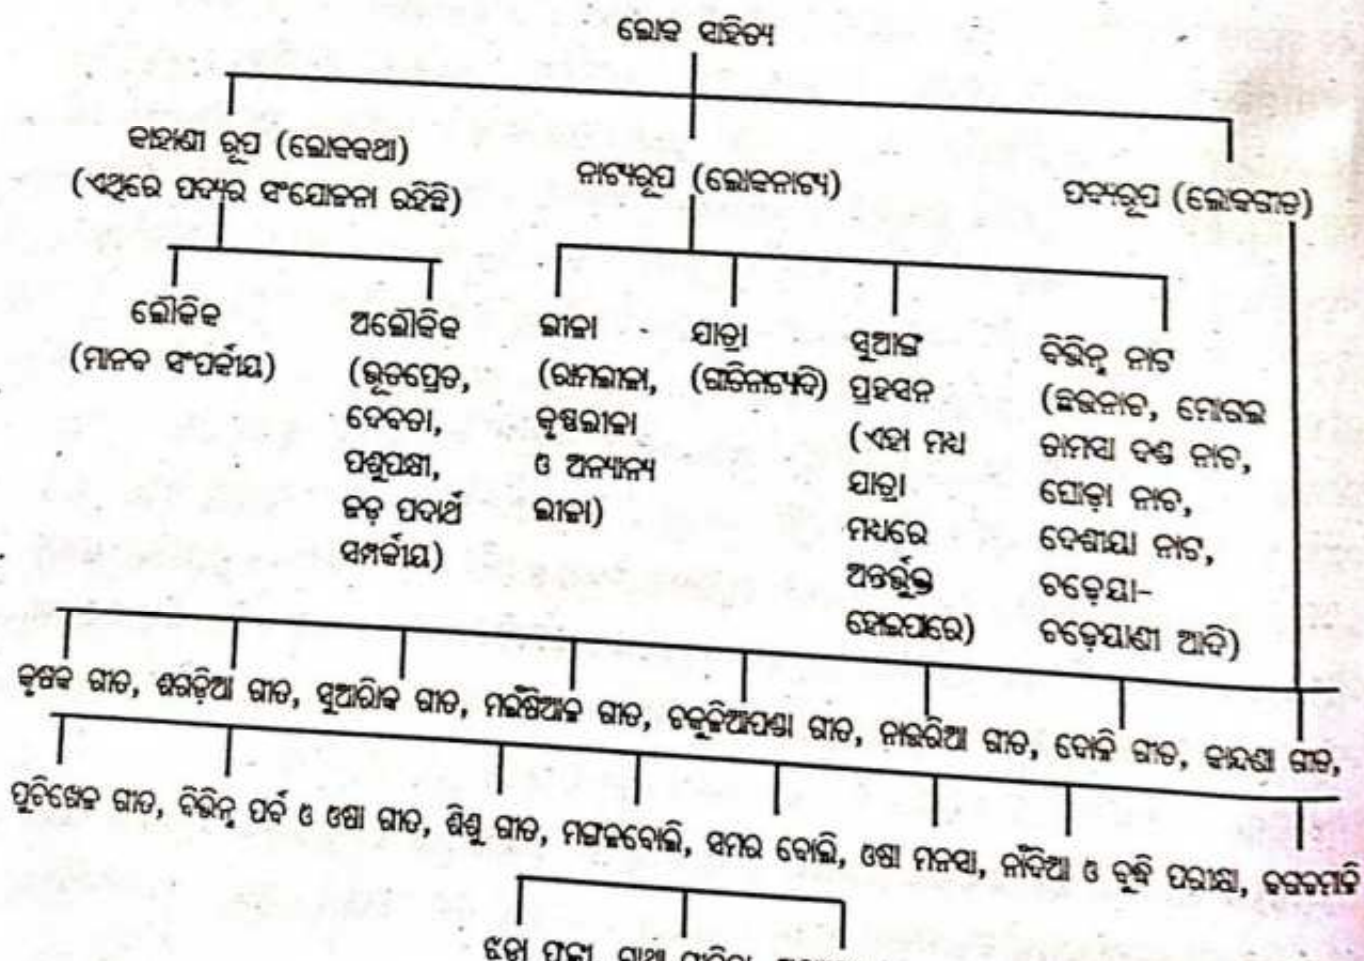 ଲୋକ ସାହିତ୍ୟ
କାହାଣୀ ରୂପ (ଲୋକକଥା)
(ଏଥିରେ ପଦ୍ୟର ସଂଯୋଜନା ରହିଛି)
ନାଟ୍ୟରୂପ (ଲୋକନାଟ୍ୟ)
ପଦ୍ୟରୂପ (ଲୋକଗୀତ)
ଲୌକିକ
(ମାନବ ସଂପର୍କୀୟ)
ଅଲୌକିକ
(ଭୂତପ୍ରେତ,
ଦେବତା,
ପଶୁପକ୍ଷୀ,
ଜଡ଼ ପଦାର୍ଥ
ସମ୍ପର୍କୀୟ)
ଲୀଳା
(ରାମଲୀଳା,
କୃଷ୍ଣଲୀଳା
ଓ ଅନ୍ୟାନ୍ୟ
ଲୀଳା)
ଯାତ୍ରା
(ଗୀତିନାଟ୍ୟାଦି)
ସୁଆଙ୍ଗ
ପ୍ରହସନ
(ଏହା ମଧ୍ୟ
ଯାତ୍ରା
ମଧ୍ୟରେ
ଅନ୍ତର୍ଭୁକ୍ତ
ହୋଇପାରେ)
ବିଭିନ୍ନ ନାଟ
(ଛଉନାଚ, ମୋଗଲ
ତାମସା ଦଣ୍ଡ ନାଚ,
ଘୋଡ଼ା ନାଚ,
ଦେଶୀୟା ନାଟ,
ଚଢ଼େୟା-
ଚଢ଼େୟାଣୀ ଆଦି)
କୃଷକ ଗୀତ, ଶଗଡ଼ିଆ ଗୀତ, ସୁଆରିଆଙ୍କ ଗୀତ, ମଇଁଷିଆଳ ଗୀତ, ଚକୁଳିଆପଣ୍ଡା ଗୀତ, ନାଉରିଆ ଗୀତ, ଦୋଳି ଗୀତ, କାନ୍ଦଣା ଗୀତ,
ପୁଚିଖେଳ ଗୀତ, ବିଭିନ୍ନ ପର୍ବ ଓ ଓଷା ଗୀତ, ଶିଶୁ ଗୀତ, ମଙ୍ଗଳବୋଲି, ସମର ବୋଲି, ଓଷା ମନସା, ନାଁଦିଆ ଓ ବୁଦ୍ଧି ପରୀକ୍ଷା, ଢଗଢମାଳି